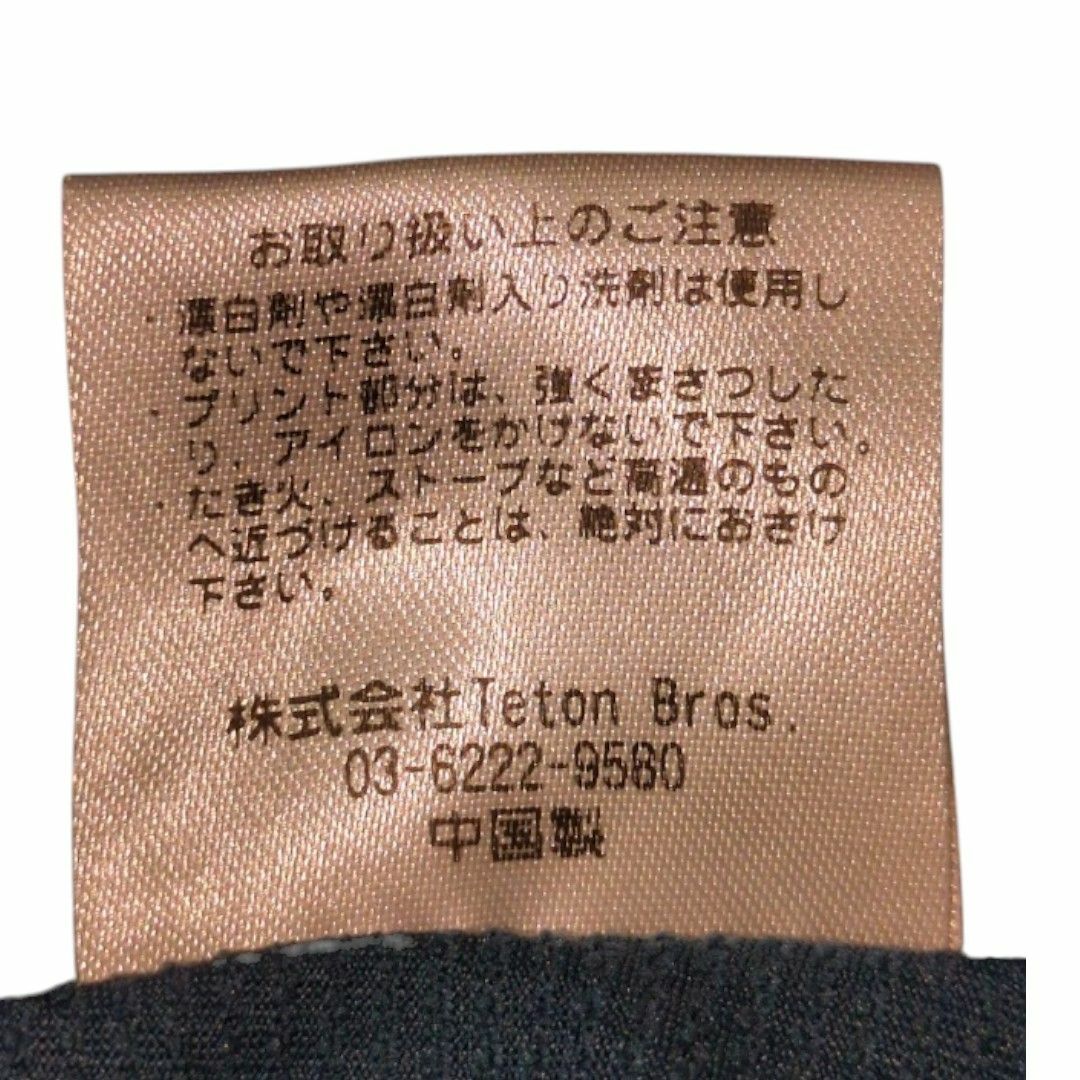 お取り扱い上のご注意
・漂白剤や漂白剤入り洗剤は使用し
ないで下さい。
・プリント部分は、強くまさつした
り、アイロンをかけないで下さい。
・たき火、ストーブなど高温のもの
へ近づけることは、絶対におさけ
下さい。
株式会社Teton Bros.
03-6222-9580
中国製